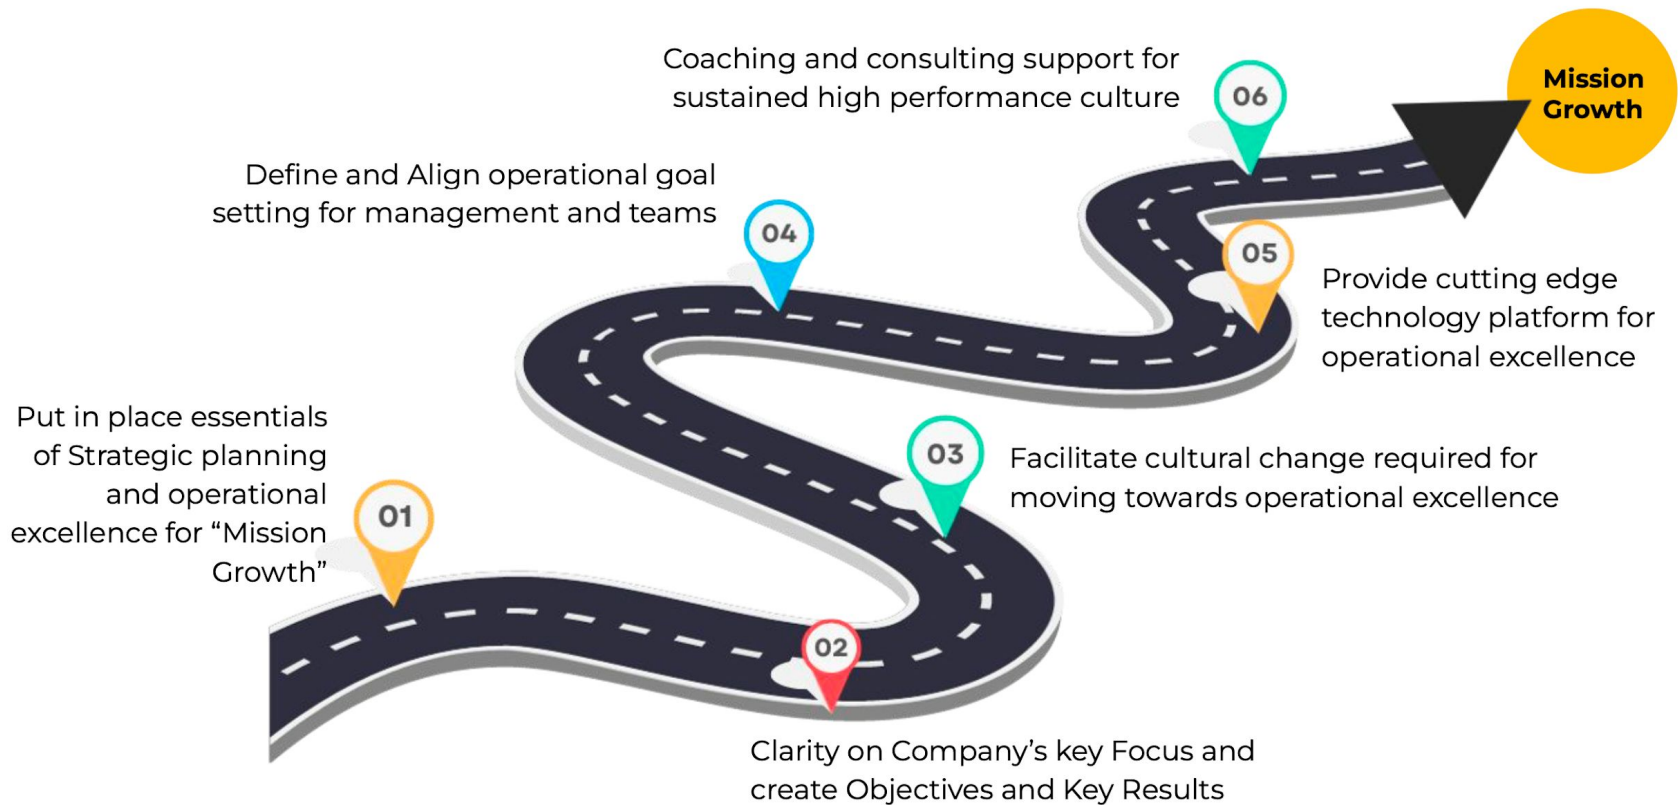 Coaching and consulting support for
sustained high performance culture
06
Mission
Growth
Define and Align operational goal
setting for management and teams
04
05
Provide cutting edge
technology platform for
operational excellence
Put in place essentials
of Strategic planning
and operational
excellence for “Mission
Growth”
01
03
Facilitate cultural change required for
moving towards operational excellence
02
Clarity on Company’s key Focus and
create Objectives and Key Results